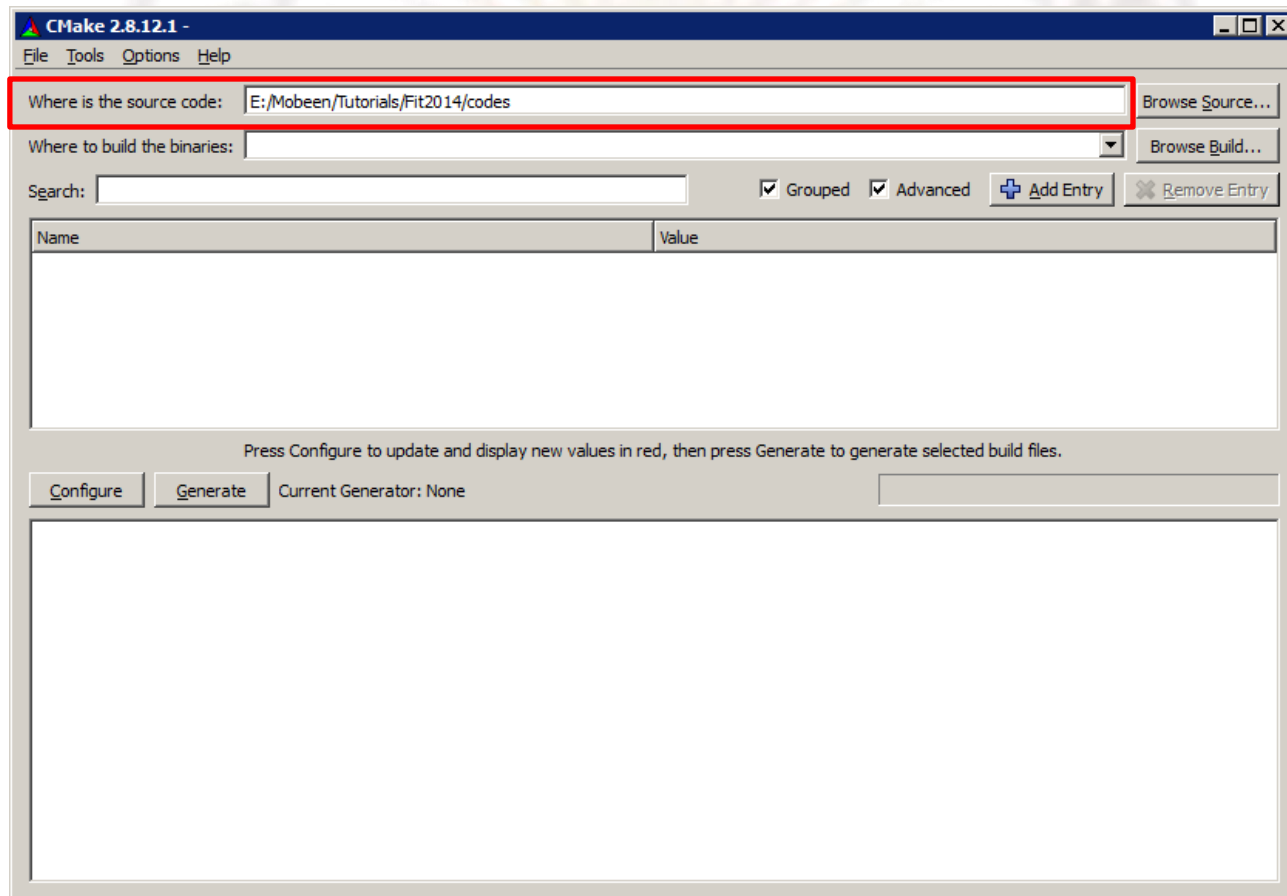 CMake 2.8.12.1 -
File Tools Options Help
Where is the source code: E:/Mobeen/Tutorials/Fit2014/codes Browse Source...
Where to build the binaries: Browse Build...
Search: Grouped Advanced Add Entry Remove Entry
Name Value
Press Configure to update and display new values in red, then press Generate to generate selected build files.
Configure Generate Current Generator: None